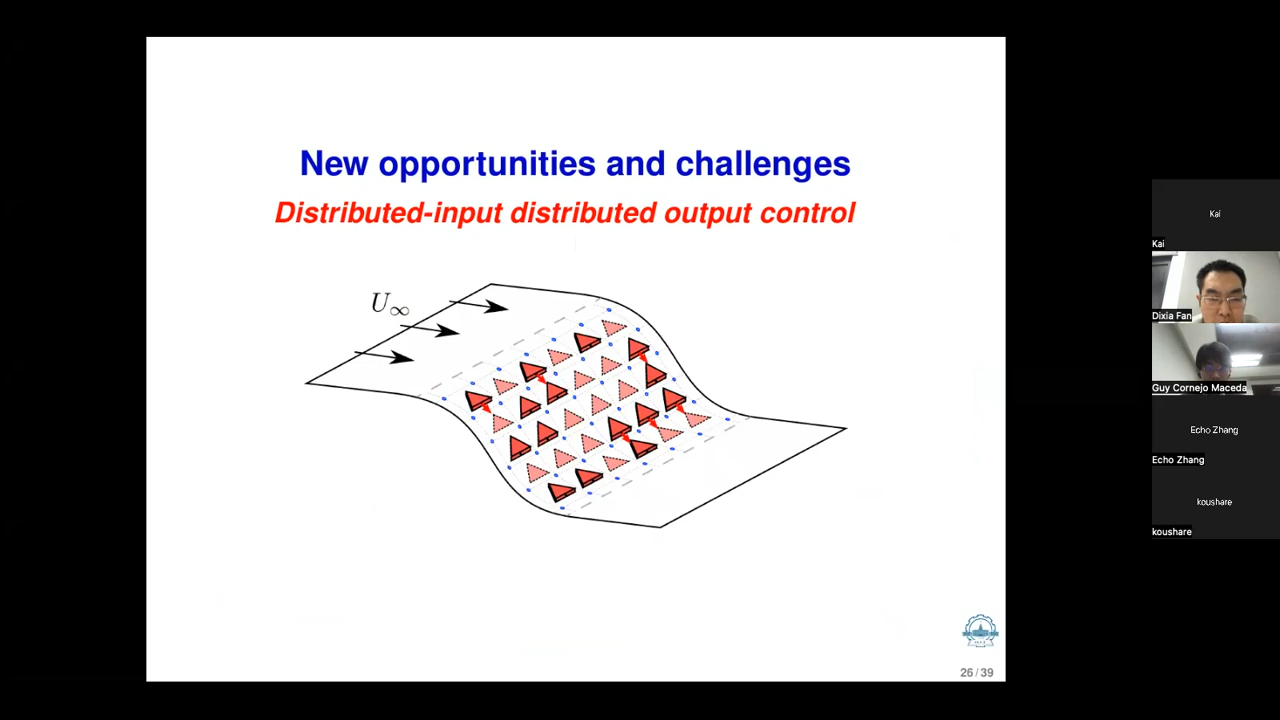 New opportunities and challenges
Distributed-input distributed output control
U∞
26 / 39
Kai
Kai
Dixia Fan
Guy Cornejo Maceda
Echo Zhang
Echo Zhang
koushare
koushare